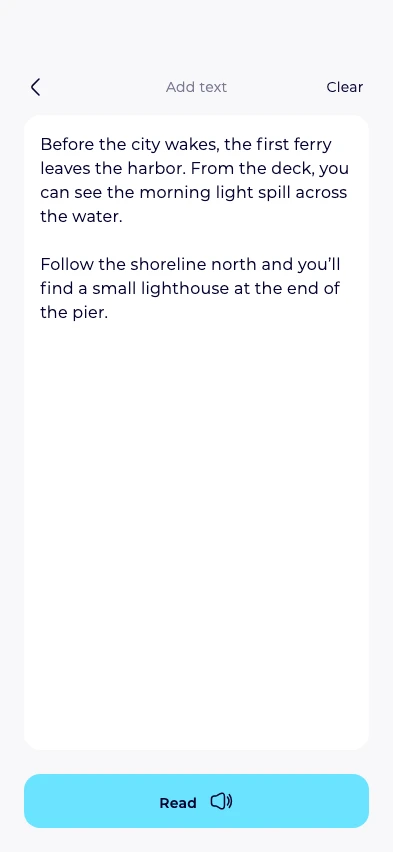 Add text
Clear
Before the city wakes, the first ferry
leaves the harbor. From the deck, you
can see the morning light spill across
the water.
Follow the shoreline north and you’ll
find a small lighthouse at the end of
the pier.
Read